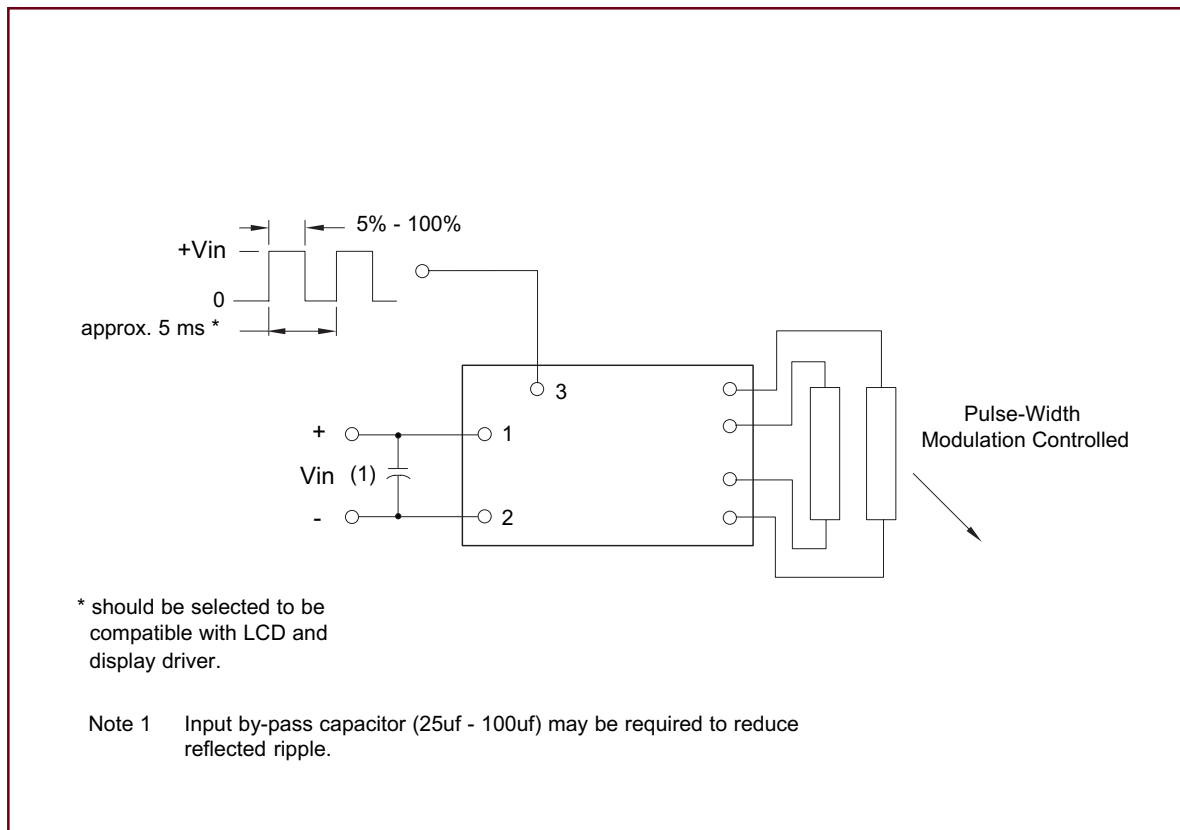 5% - 100%
+Vin
0
approx. 5 ms *
3
+
1
Vin
(1)
-
2
Pulse-Width
Modulation Controlled
* should be selected to be
compatible with LCD and
display driver.
Note 1 Input by-pass capacitor (25uf - 100uf) may be required to reduce
reflected ripple.